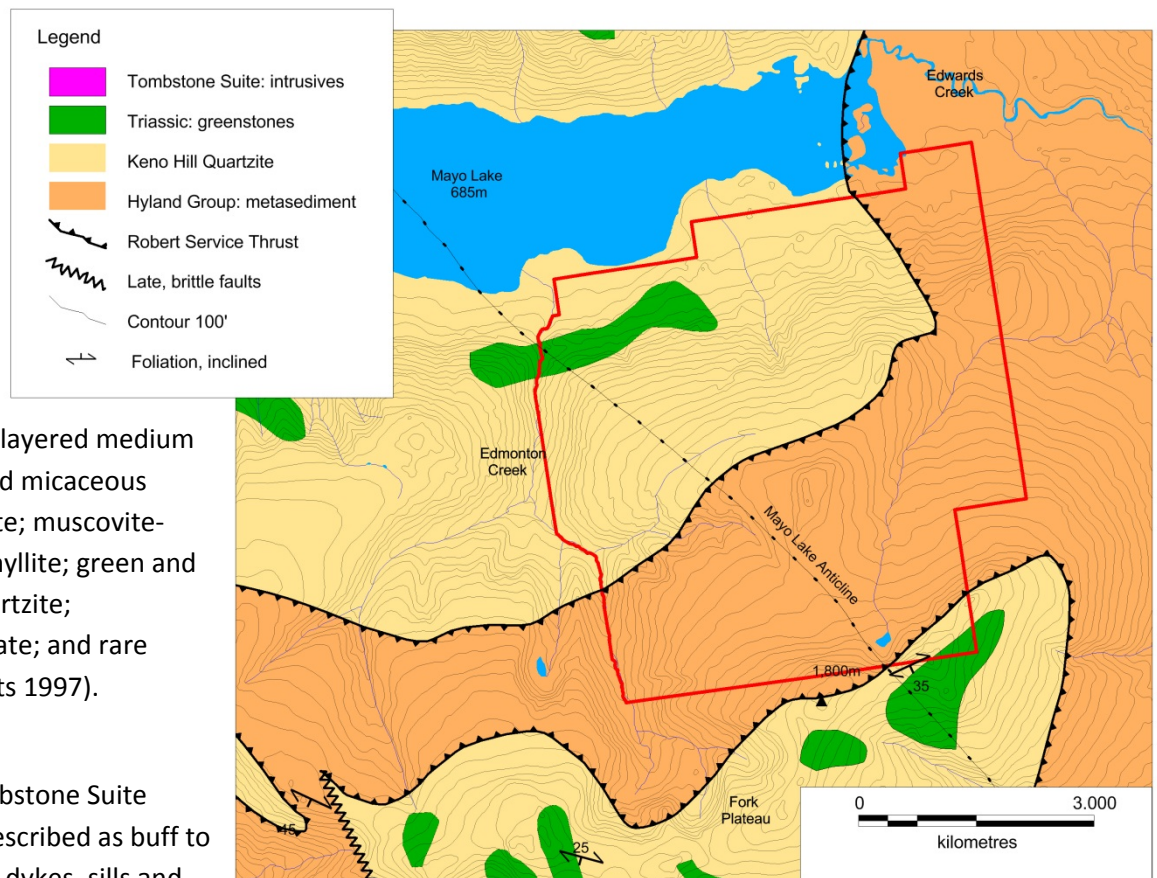 Legend
Tombstone Suite: intrusives
Triassic: greenstones
Keno Hill Quartzite
Hyland Group: metasediment
Robert Service Thrust
Late, brittle faults
Contour 100'
Foliation, inclined
Edwards
Creek
Mayo Lake
685m
Edmonton
Creek
Mayo Lake Anticline
1,800m
35
Fork
Plateau
45
25
0 3.000
kilometres
layered medium
d micaceous
te; muscovite-
yllite; green and
rtzite;
ate; and rare
ts 1997).
bstone Suite
escribed as buff to
dykes, sills and